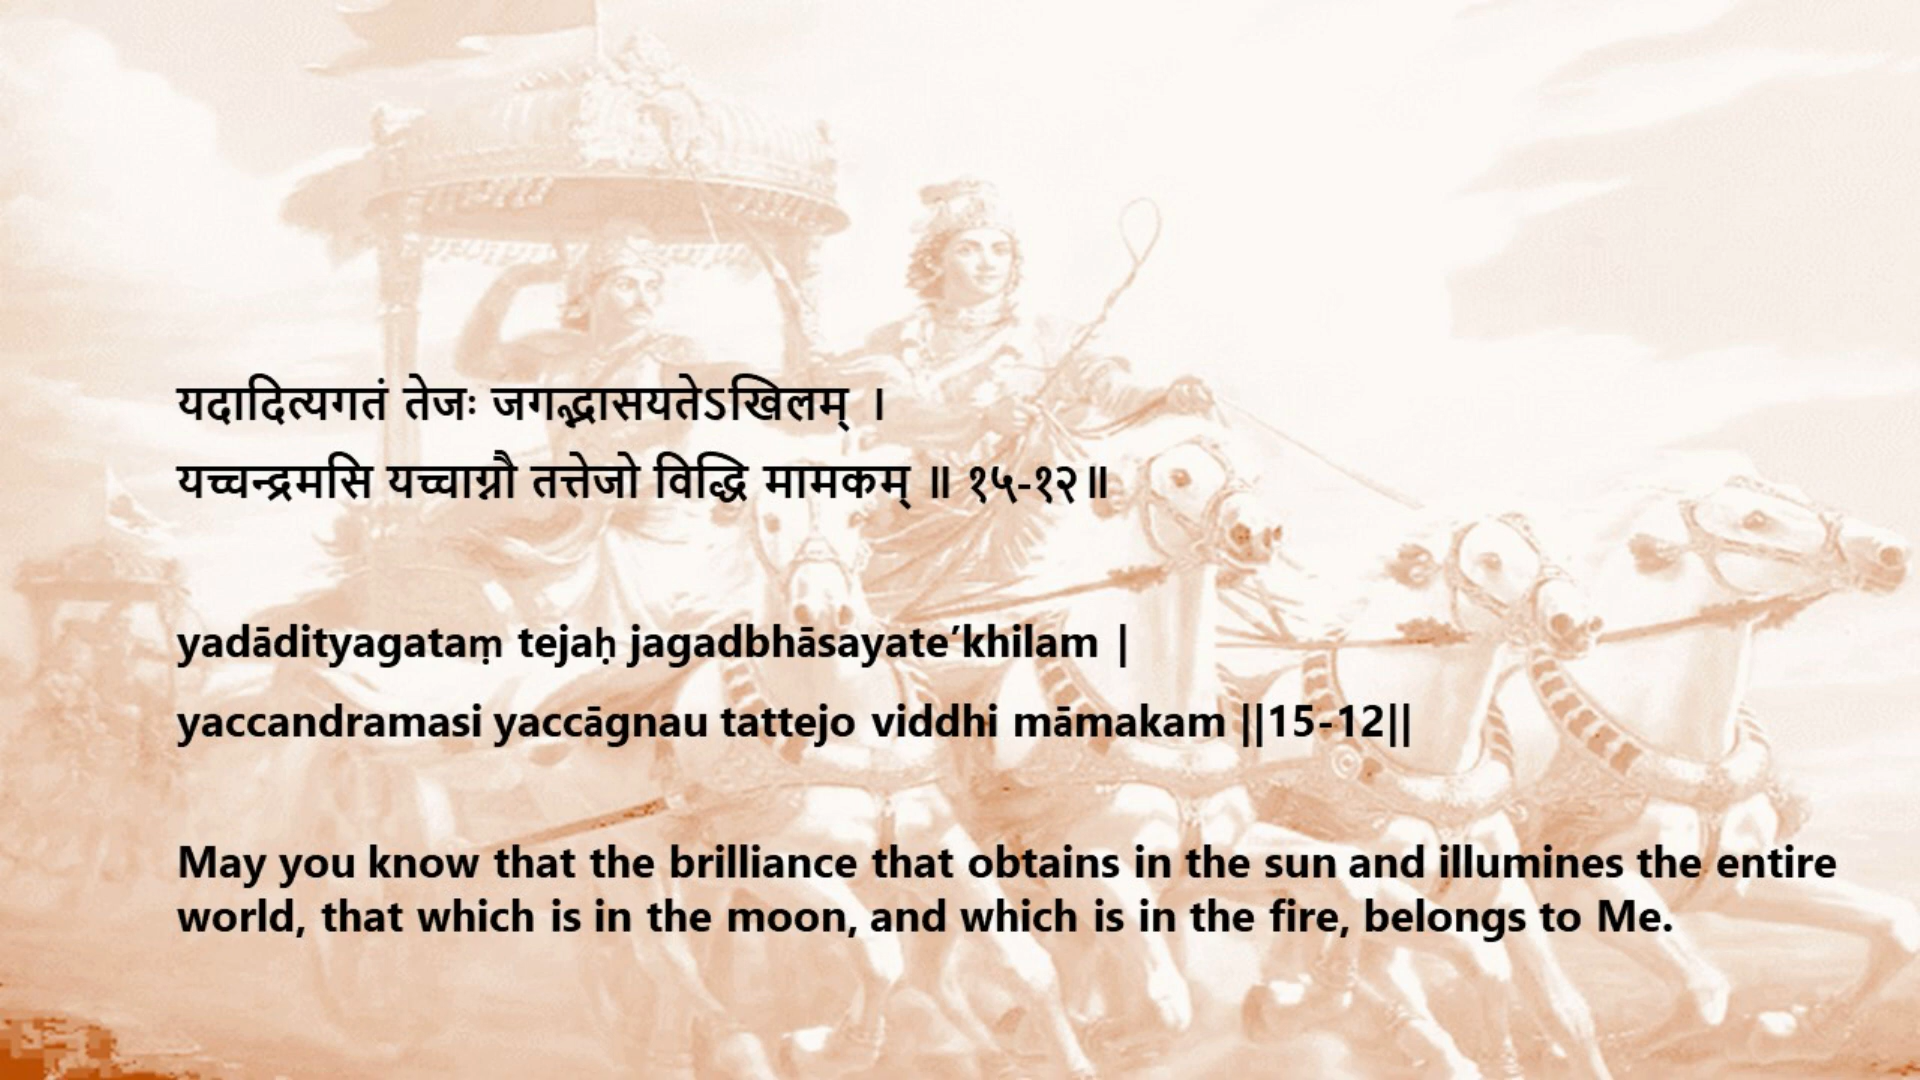 यदादित्यगतं तेजः जगद्भासयतेऽखिलम् ।
यच्चन्द्रमसि यच्चाग्नौ तत्तेजो विद्धि मामकम् ॥ १५-१२॥
yadādityagataṃ tejaḥ jagadbhāsayate’khilam |
yaccandramasi yaccāgnau tattejo viddhi māmakam ||15-12||
May you know that the brilliance that obtains in the sun and illumines the entire
world, that which is in the moon, and which is in the fire, belongs to Me.